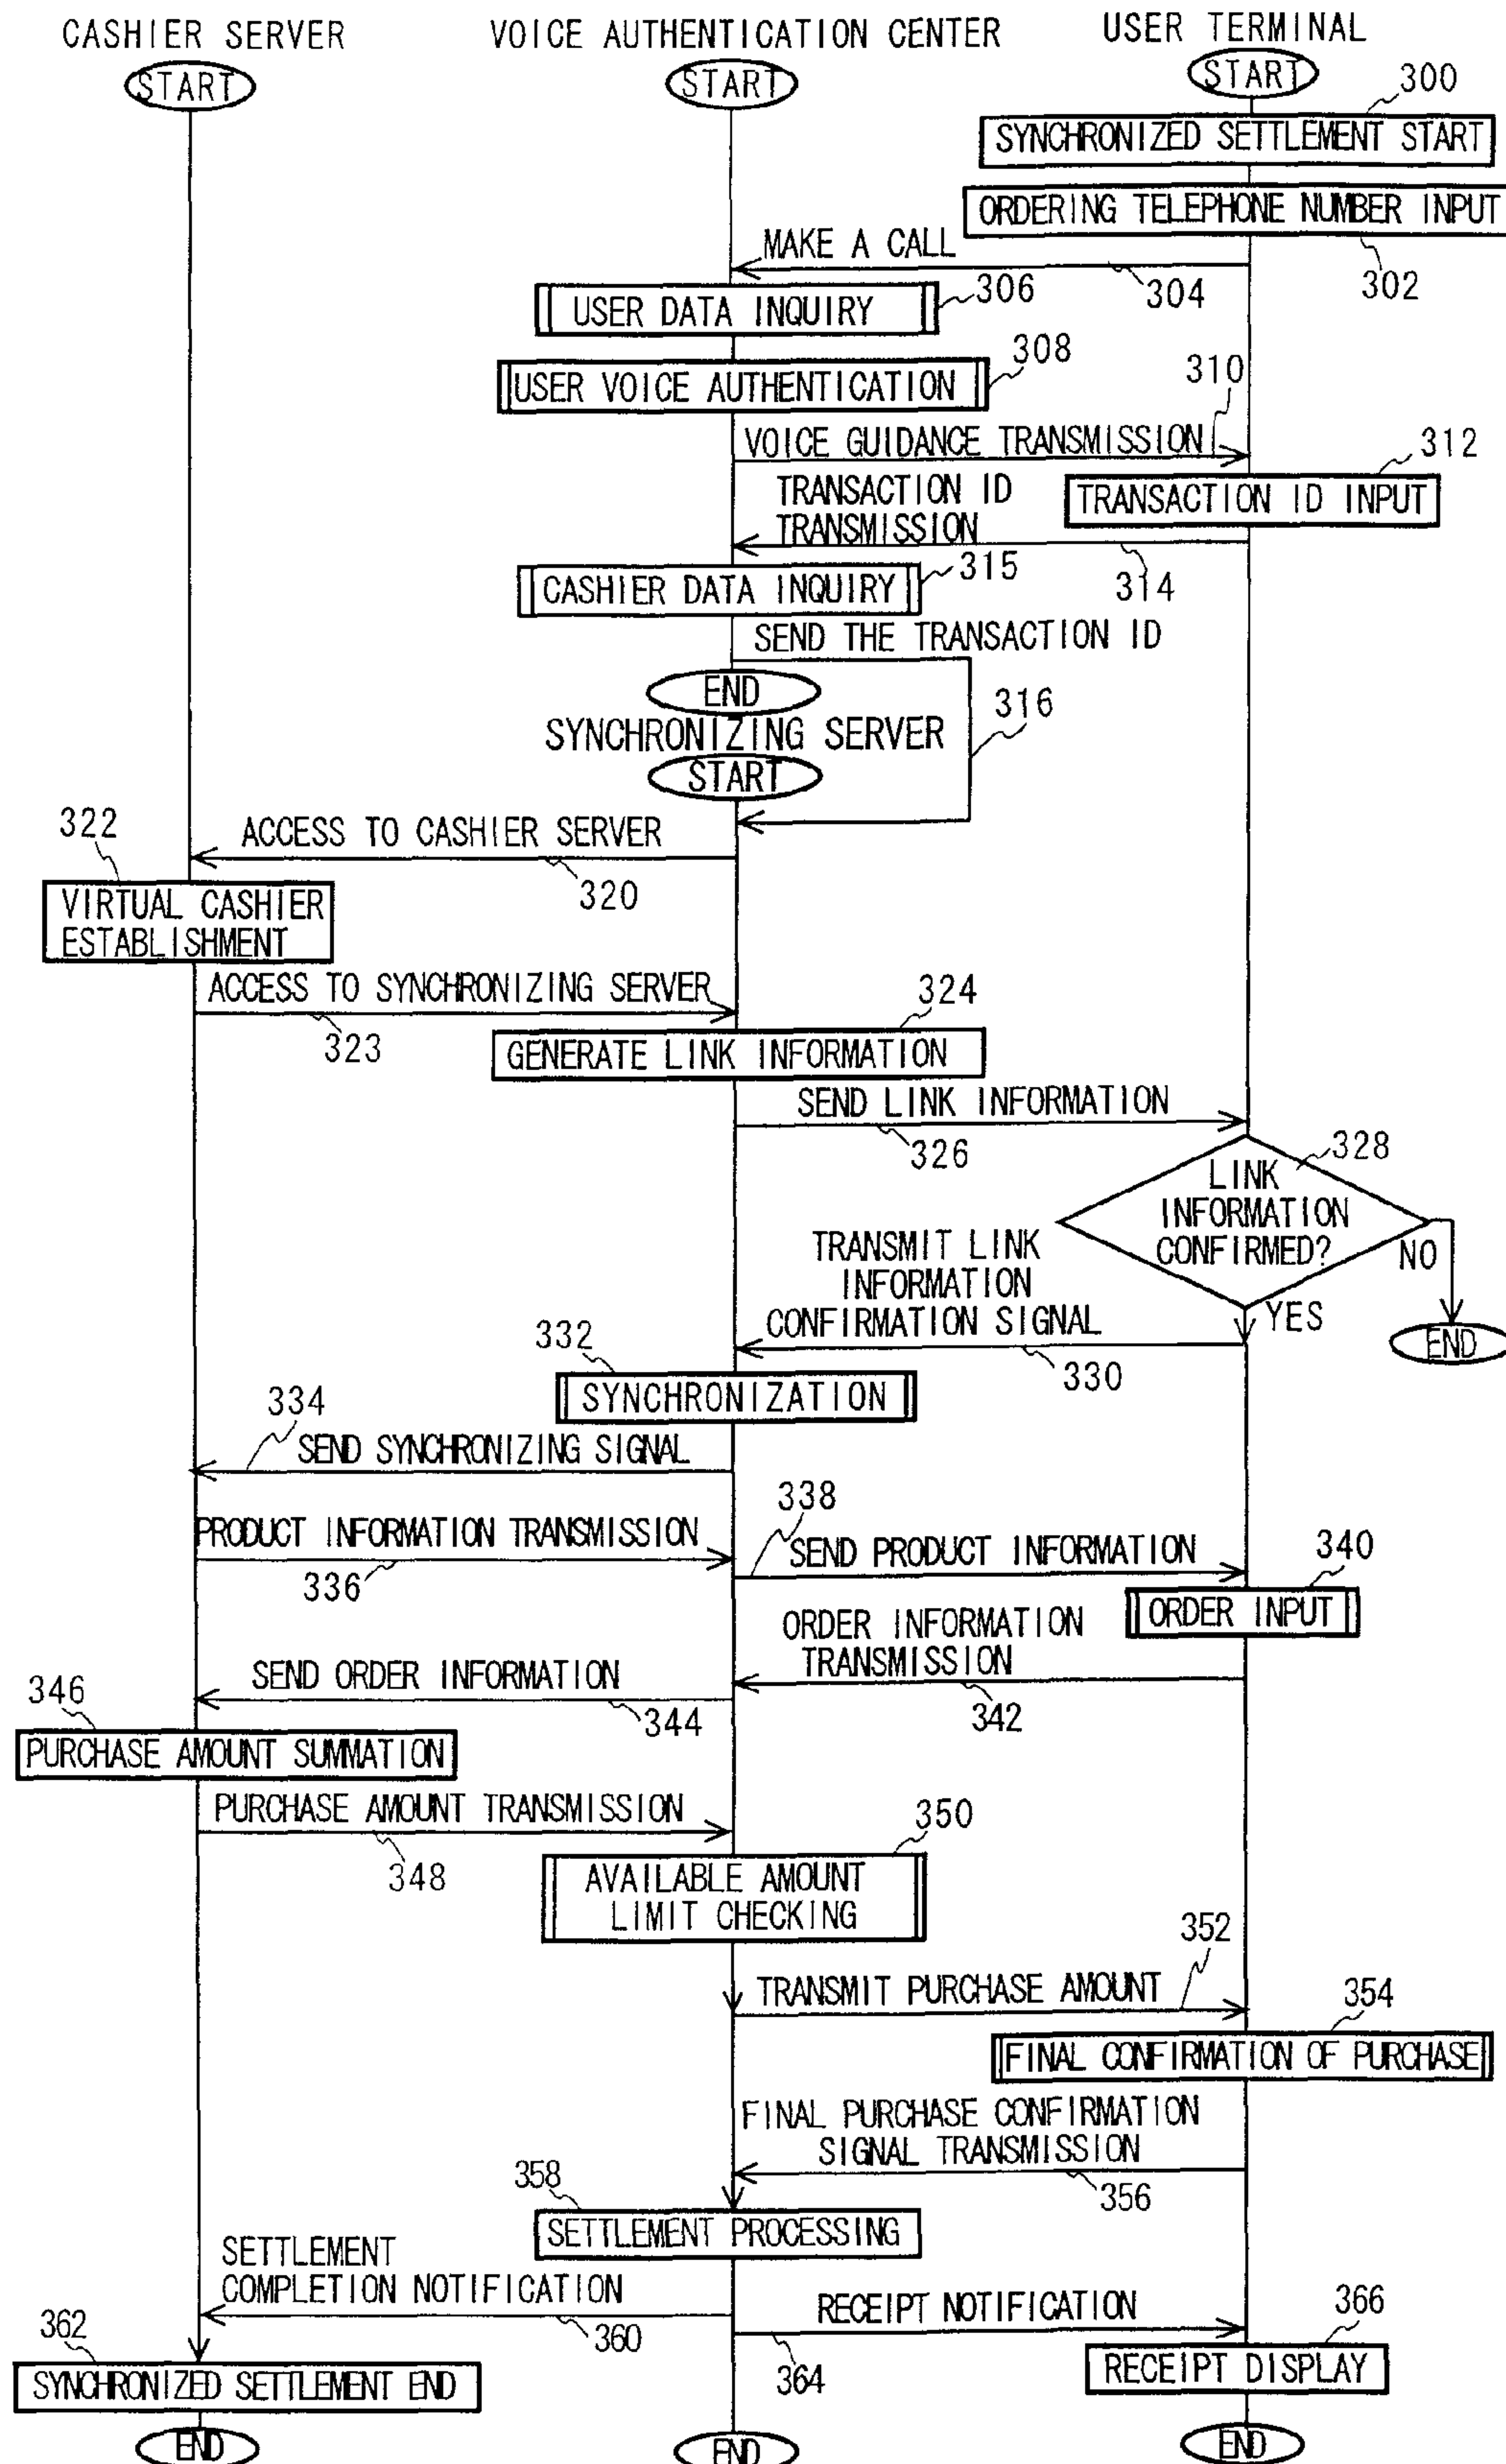 CASHIER SERVER
VOICE AUTHENTICATION CENTER
USER TERMINAL
START
START
START
300
SYNCHRONIZED SETTLEMENT START
ORDERING TELEPHONE NUMBER INPUT
302
MAKE A CALL
304
USER DATA INQUIRY
306
USER VOICE AUTHENTICATION
308
310
VOICE GUIDANCE TRANSMISSION
312
TRANSACTION ID INPUT
TRANSACTION ID
TRANSMISSION
314
CASHIER DATA INQUIRY
315
SEND THE TRANSACTION ID
END
316
SYNCHRONIZING SERVER
START
ACCESS TO CASHIER SERVER
320
322
VIRTUAL CASHIER
ESTABLISHMENT
ACCESS TO SYNCHRONIZING SERVER
323
324
GENERATE LINK INFORMATION
SEND LINK INFORMATION
326
328
LINK
INFORMATION
CONFIRMED?
NO
YES
END
TRANSMIT LINK
INFORMATION
CONFIRMATION SIGNAL
330
332
SYNCHRONIZATION
334
SEND SYNCHRONIZING SIGNAL
PRODUCT INFORMATION TRANSMISSION
336
338
SEND PRODUCT INFORMATION
340
ORDER INPUT
ORDER INFORMATION
TRANSMISSION
342
SEND ORDER INFORMATION
344
346
PURCHASE AMOUNT SUMMATION
PURCHASE AMOUNT TRANSMISSION
348
350
AVAILABLE AMOUNT
LIMIT CHECKING
352
TRANSMIT PURCHASE AMOUNT
354
FINAL CONFIRMATION OF PURCHASE
FINAL PURCHASE CONFIRMATION
SIGNAL TRANSMISSION
356
358
SETTLEMENT PROCESSING
SETTLEMENT
COMPLETION NOTIFICATION
360
362
SYNCHRONIZED SETTLEMENT END
RECEIPT NOTIFICATION
364
366
RECEIPT DISPLAY
END
END
END